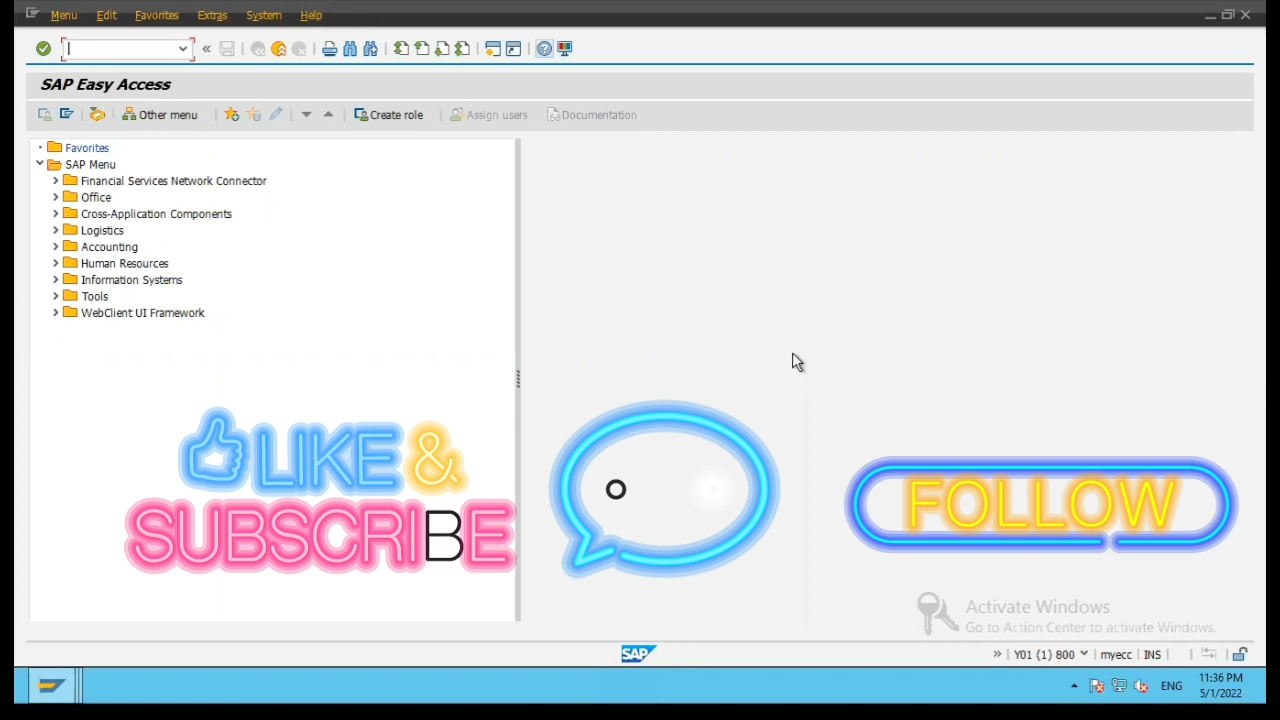 Menu Edit Favorites Extras System Help
SAP Easy Access
Other menu Create role Assign users Documentation
Favorites
SAP Menu
Financial Services Network Connector
Office
Cross-Application Components
Logistics
Accounting
Human Resources
Information Systems
Tools
WebClient UI Framework
LIKE &
SUBSCRIBE
FOLLOW
Activate Windows
Go to Action Center to activate Windows.
SAP
Y01 (1) 800 myecc INS
ENG
11:36 PM
5/1/2022